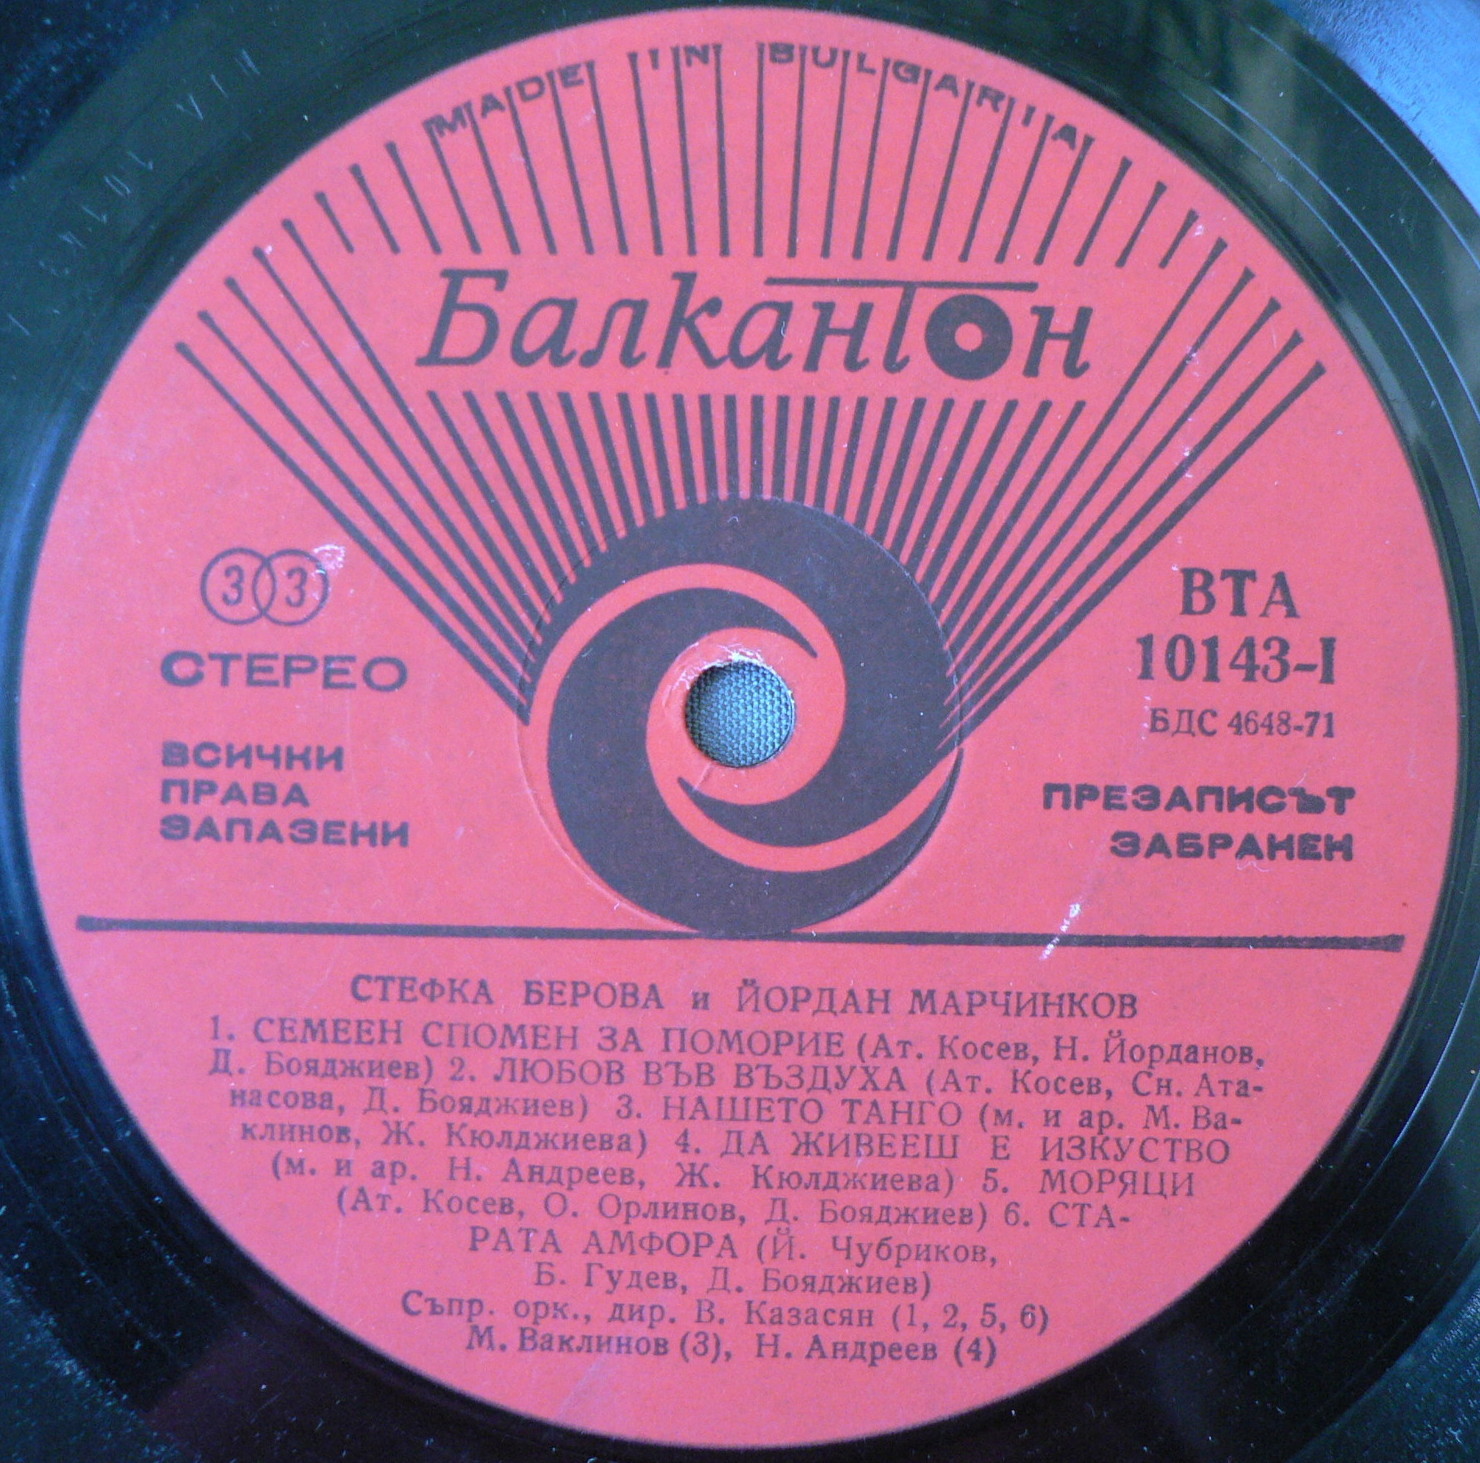 MADE IN BULGARIA
Балкантон
33
СТЕРЕО
ВСИЧКИ
ПРАВА
ЗАПАЗЕНИ
ВТА
10143-I
БДС 4648-71
ПРЕЗАПИСЪТ
ЗАБРАНЕН
СТЕФКА БЕРОВА и ЙОРДАН МАРЧИНКОВ
1. СЕМЕЕН СПОМЕН ЗА ПОМОРИЕ (Ат. Косев, Н. Йорданов,
Д. Бояджиев) 2. ЛЮБОВ ВЪВ ВЪЗДУХА (Ат. Косев, Сн. Ата-
насова, Д. Бояджиев) 3. НАШЕТО ТАНГО (м. и ар. М. Ва-
клинов, Ж. Кюлджиева) 4. ДА ЖИВЕЕШ Е ИЗКУСТВО
(м. и ар. Н. Андреев, Ж. Кюлджиева) 5. МОРЯЦИ
(Ат. Косев, О. Орлинов, Д. Бояджиев) 6. СТА-
РАТА АМФОРА (Й. Чубриков,
Б. Гудев, Д. Бояджиев)
Съпр. орк., дир. В. Казасян (1, 2, 5, 6)
М. Ваклинов (3), Н. Андреев (4)